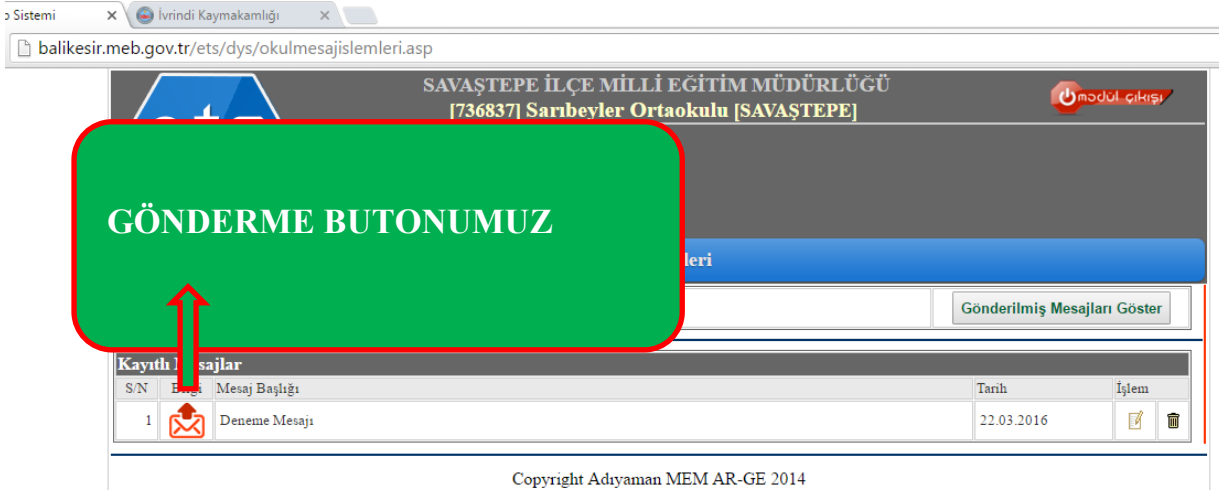 Sistemi
İvrindi Kaymakamlığı
balikesir.meb.gov.tr/ets/dys/okulmesajislemleri.asp
SAVAŞTEPE İLÇE MİLLİ EĞİTİM MÜDÜRLÜĞÜ
[736837] Sarıbeyler Ortaokulu [SAVAŞTEPE]
modül çıkışı
GÖNDERME BUTONUMUZ
leri
Gönderilmiş Mesajları Göster
Kayıtlı
S/N Mesaj Başlığı Tarih İşlem
1 Deneme Mesajı 22.03.2016
Copyright Adıyaman MEM AR-GE 2014